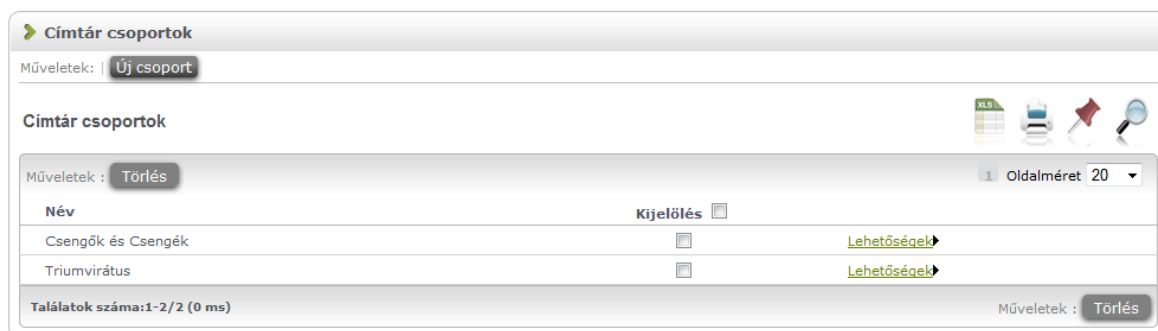 Címtár csoportok
Műveletek: | Új csoport
Címtár csoportok
XLS
Műveletek : Törlés 1 Oldalméret 20
Név Kijelölés
Csengők és Csengék Lehetőségek
Triumvirátus Lehetőségek
Találatok száma:1-2/2 (0 ms) Műveletek : Törlés